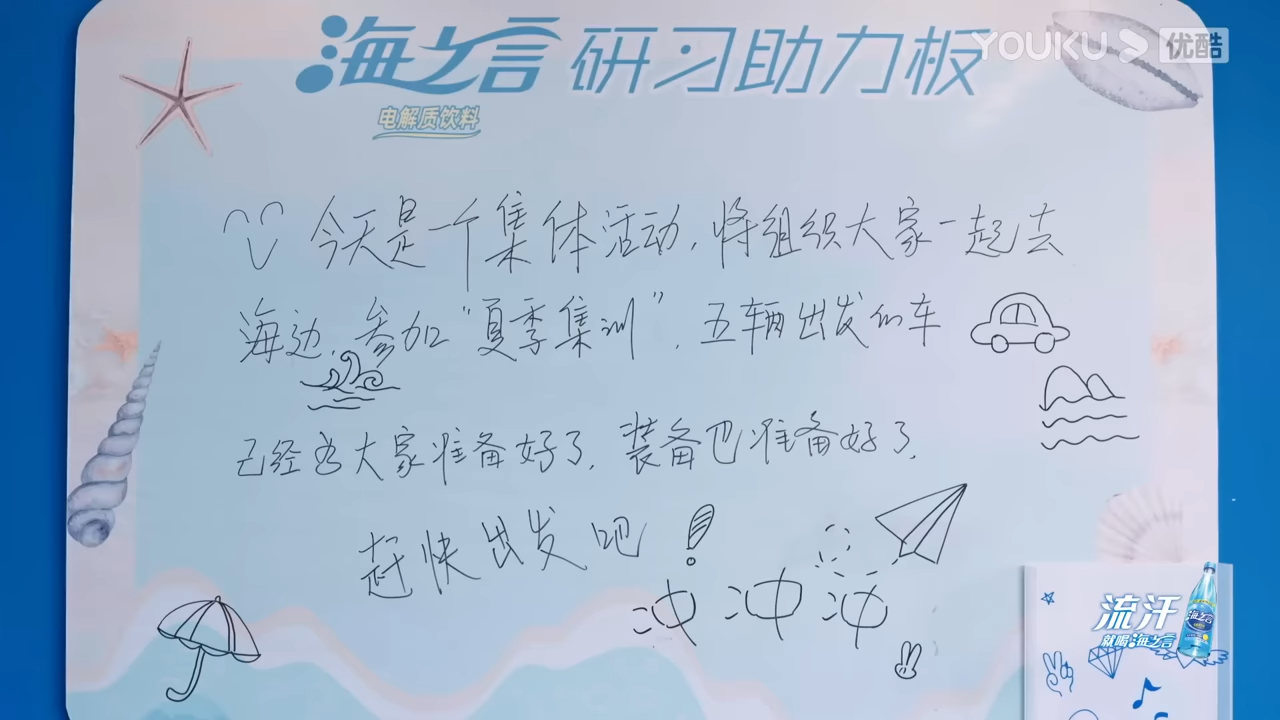 海之言 研习助力板
YOUKU 优酷
电解质饮料
今天是一个集体活动,将组织大家一起去
海边,参加“夏季集训”,五辆出发的车
已经为大家准备好了,装备也准备好了,
赶快出发吧!
冲冲冲
流汗
就喝海之言
海之言